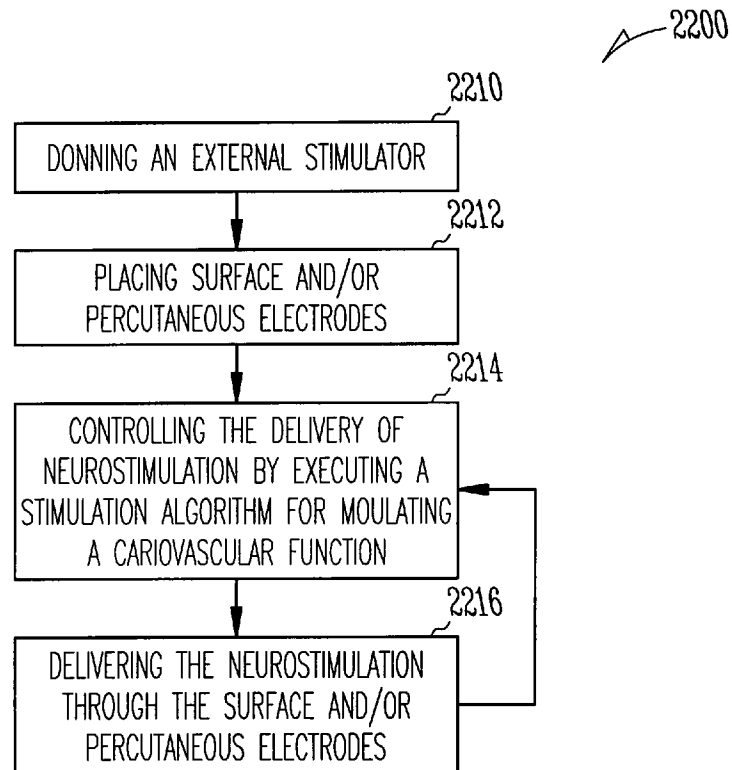 2200
2210
DONNING AN EXTERNAL STIMULATOR
2212
PLACING SURFACE AND/OR
PERCUTANEOUS ELECTRODES
2214
CONTROLLING THE DELIVERY OF
NEUROSTIMULATION BY EXECUTING A
STIMULATION ALGORITHM FOR MOULATING
A CARIOVASCULAR FUNCTION
2216
DELIVERING THE NEUROSTIMULATION
THROUGH THE SURFACE AND/OR
PERCUTANEOUS ELECTRODES